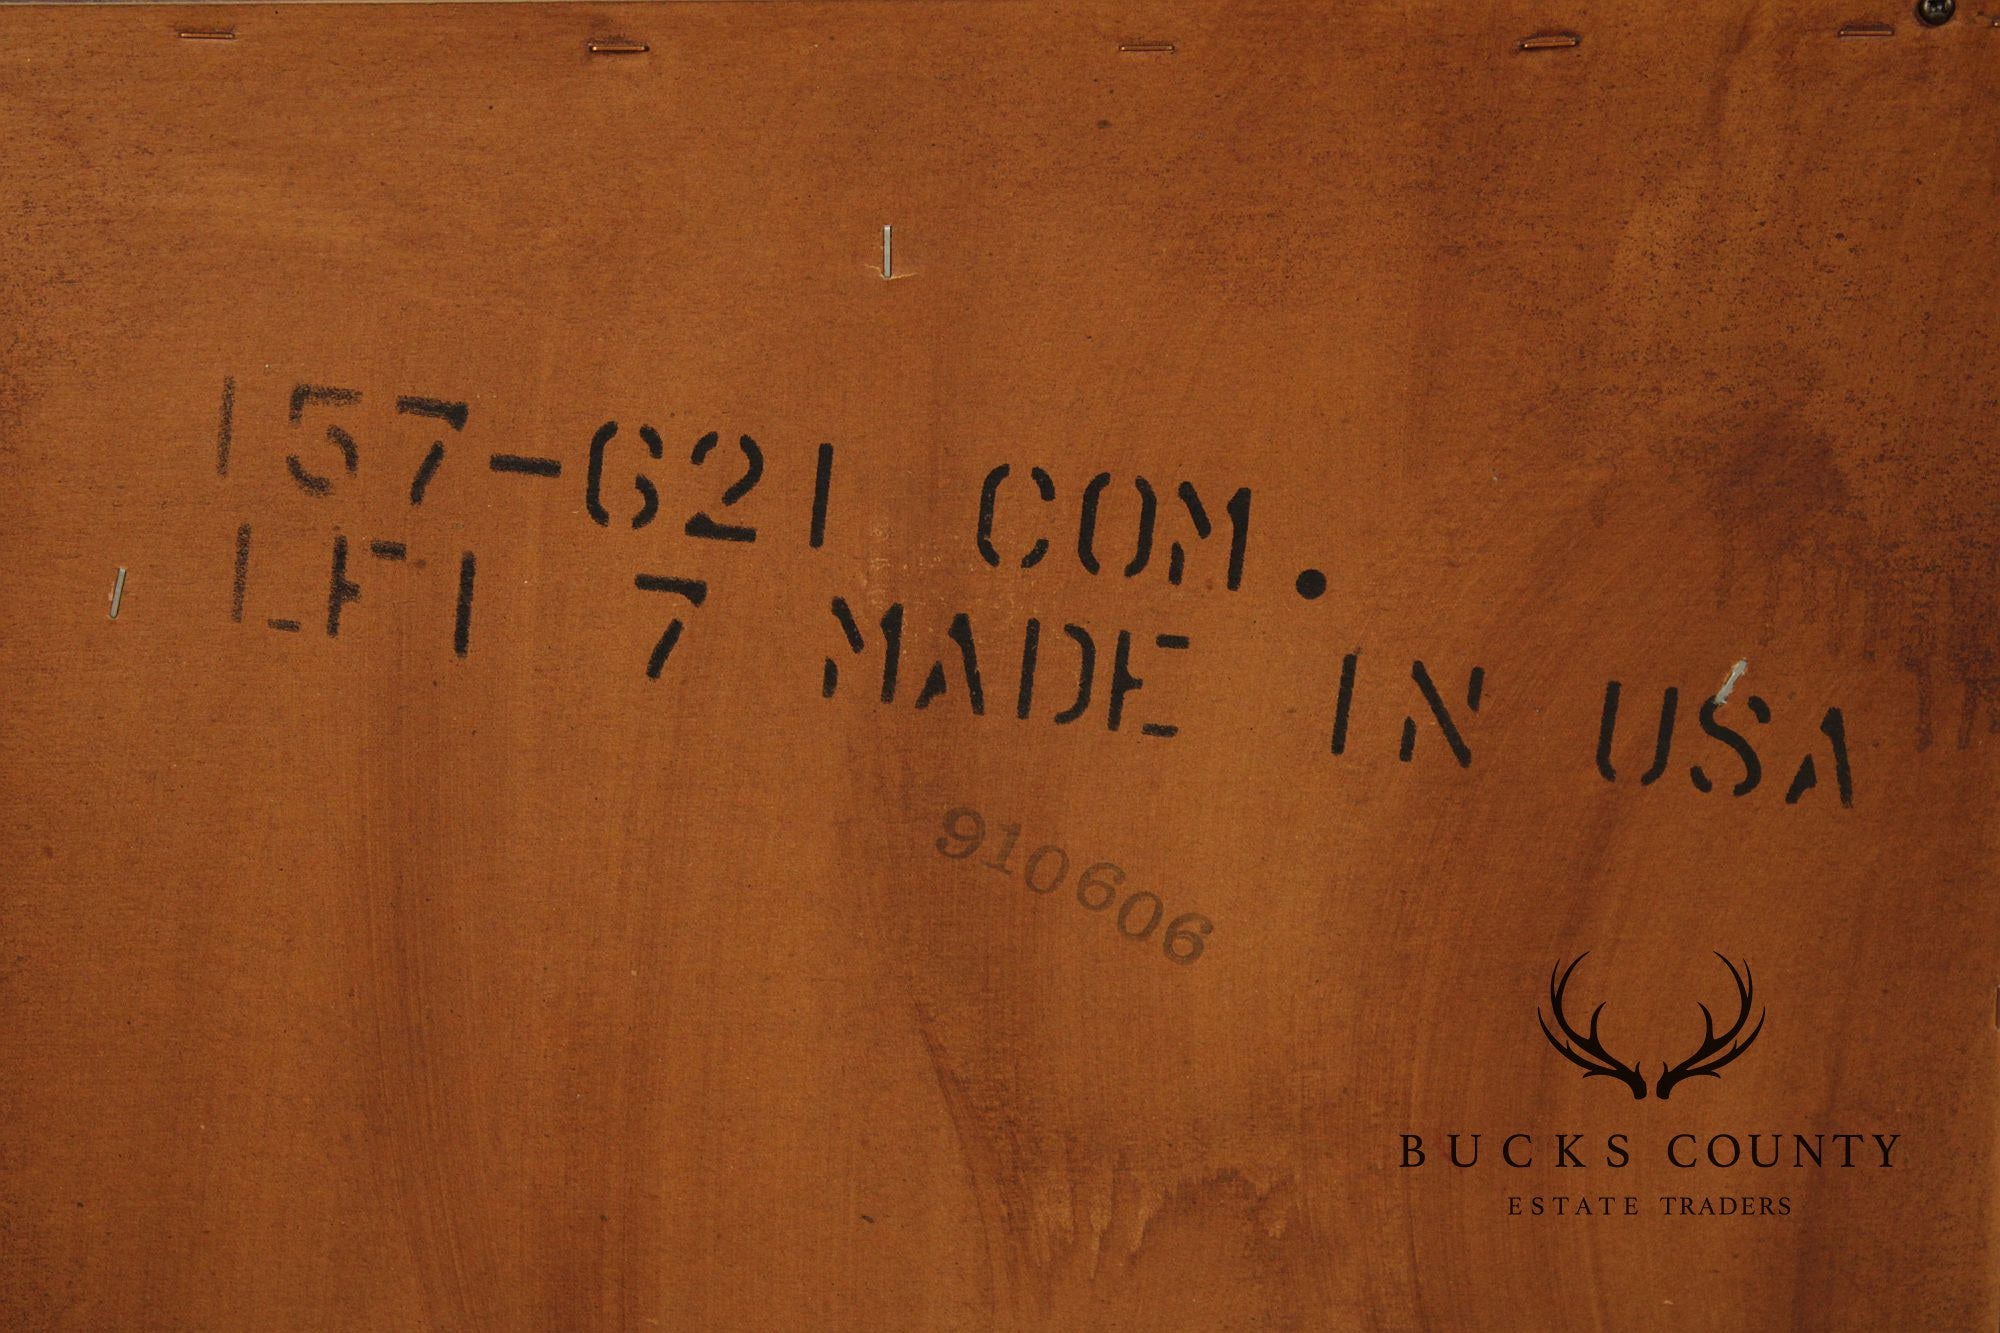 157-621 COM.
LF1 7 MADE IN USA
910606
BUCKS COUNTY
ESTATE TRADERS